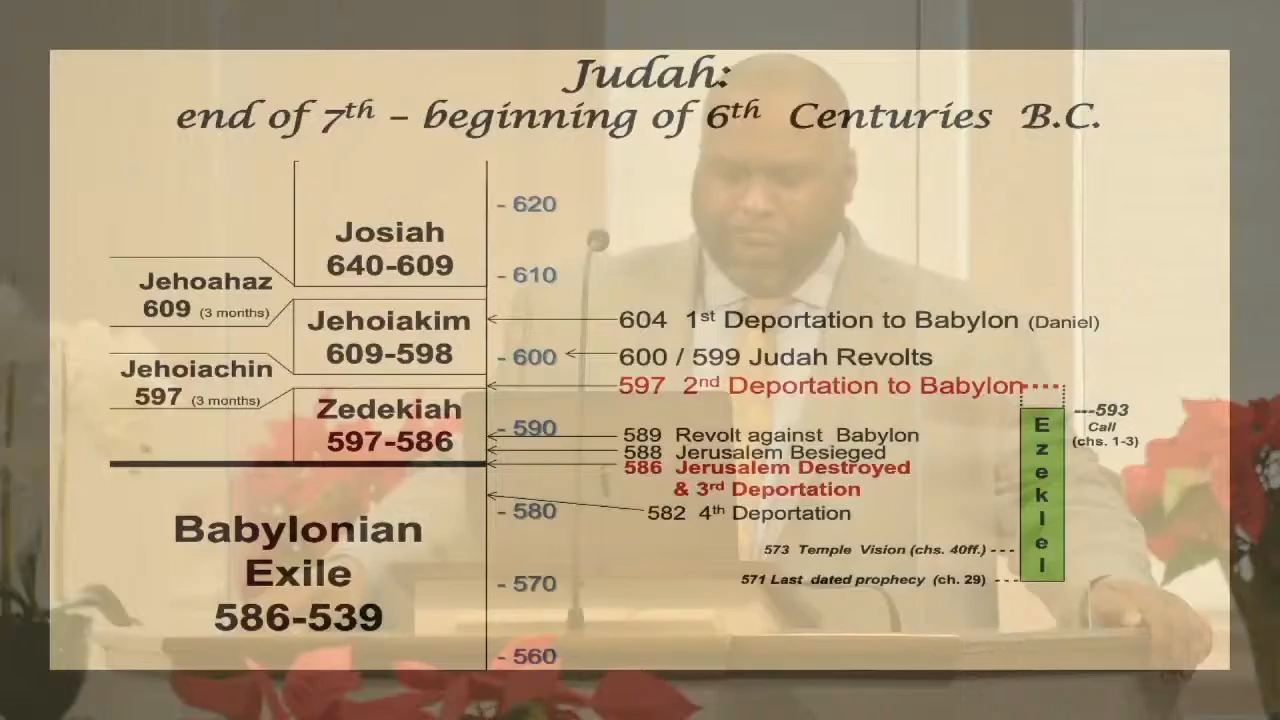 Judah:
end of 7th – beginning of 6th Centuries B.C.
Josiah
640-609
Jehoahaz
609 (3 months)
Jehoiakim
609-598
Jehoiachin
597 (3 months)
Zedekiah
597-586
Babylonian
Exile
586-539
- 620
- 610
- 600
- 590
- 580
- 570
- 560
604 1st Deportation to Babylon (Daniel)
600 / 599 Judah Revolts
597 2nd Deportation to Babylon
589 Revolt against Babylon
588 Jerusalem Besieged
586 Jerusalem Destroyed
& 3rd Deportation
582 4th Deportation
573 Temple Vision (chs. 40ff.)
571 Last dated prophecy (ch. 29)
EzekIel
---593
Call
(chs. 1-3)